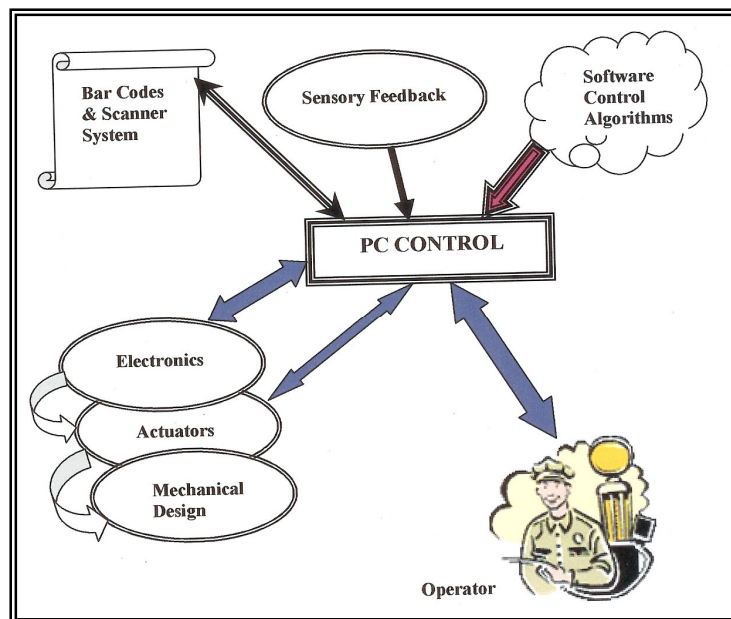 Bar Codes
& Scanner
System
Sensory Feedback
Software
Control
Algorithms
PC CONTROL
Electronics
Actuators
Mechanical
Design
Operator